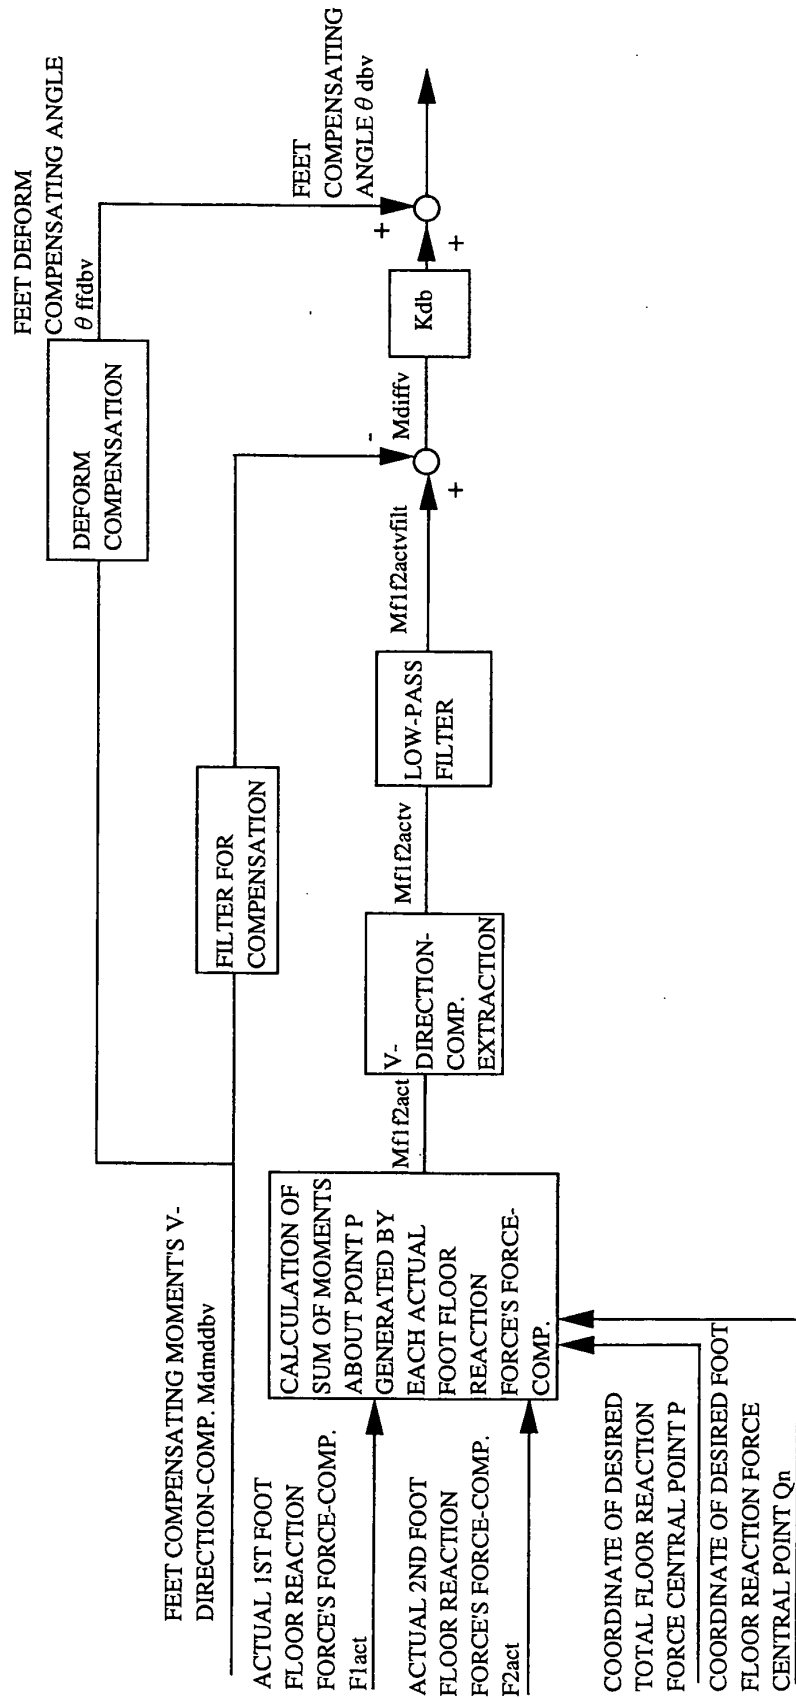 FEET COMPENSATING MOMENT'S V-
DIRECTION-COMP. Mdmddbv
ACTUAL 1ST FOOT
FLOOR REACTION
FORCE'S FORCE-COMP.
F1act
ACTUAL 2ND FOOT
FLOOR REACTION
FORCE'S FORCE-COMP.
F2act
COORDINATE OF DESIRED
TOTAL FLOOR REACTION
FORCE CENTRAL POINT P
COORDINATE OF DESIRED FOOT
FLOOR REACTION FORCE
CENTRAL POINT Qn
CALCULATION OF
SUM OF MOMENTS
ABOUT POINT P
GENERATED BY
EACH ACTUAL
FOOT FLOOR
REACTION
FORCE'S FORCE-
COMP.
Mf1f2act
V-
DIRECTION-
COMP.
EXTRACTION
Mf1f2actv
LOW-PASS
FILTER
Mf1f2actvfilt
FILTER FOR
COMPENSATION
-
+
Mdiffv
Kdb
DEFORM
COMPENSATION
FEET DEFORM
COMPENSATING ANGLE
θ ffdbv
+
+
FEET
COMPENSATING
ANGLE θ dbv